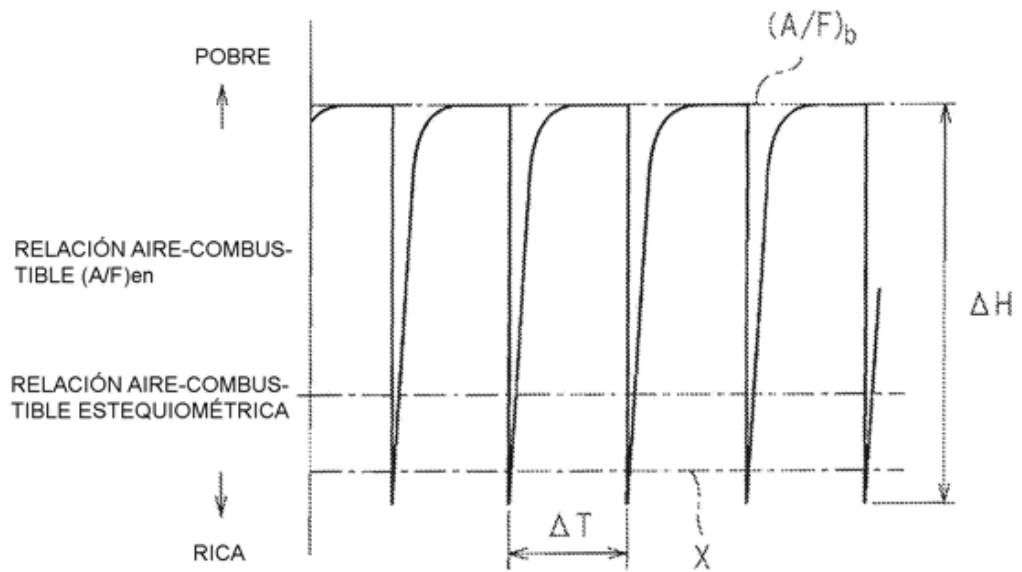 (A/F)b
POBRE
RELACIÓN AIRE-COMBUS-
TIBLE (A/F)en
ΔH
RELACIÓN AIRE-COMBUS-
TIBLE ESTEQUIOMÉTRICA
ΔT
RICA
X